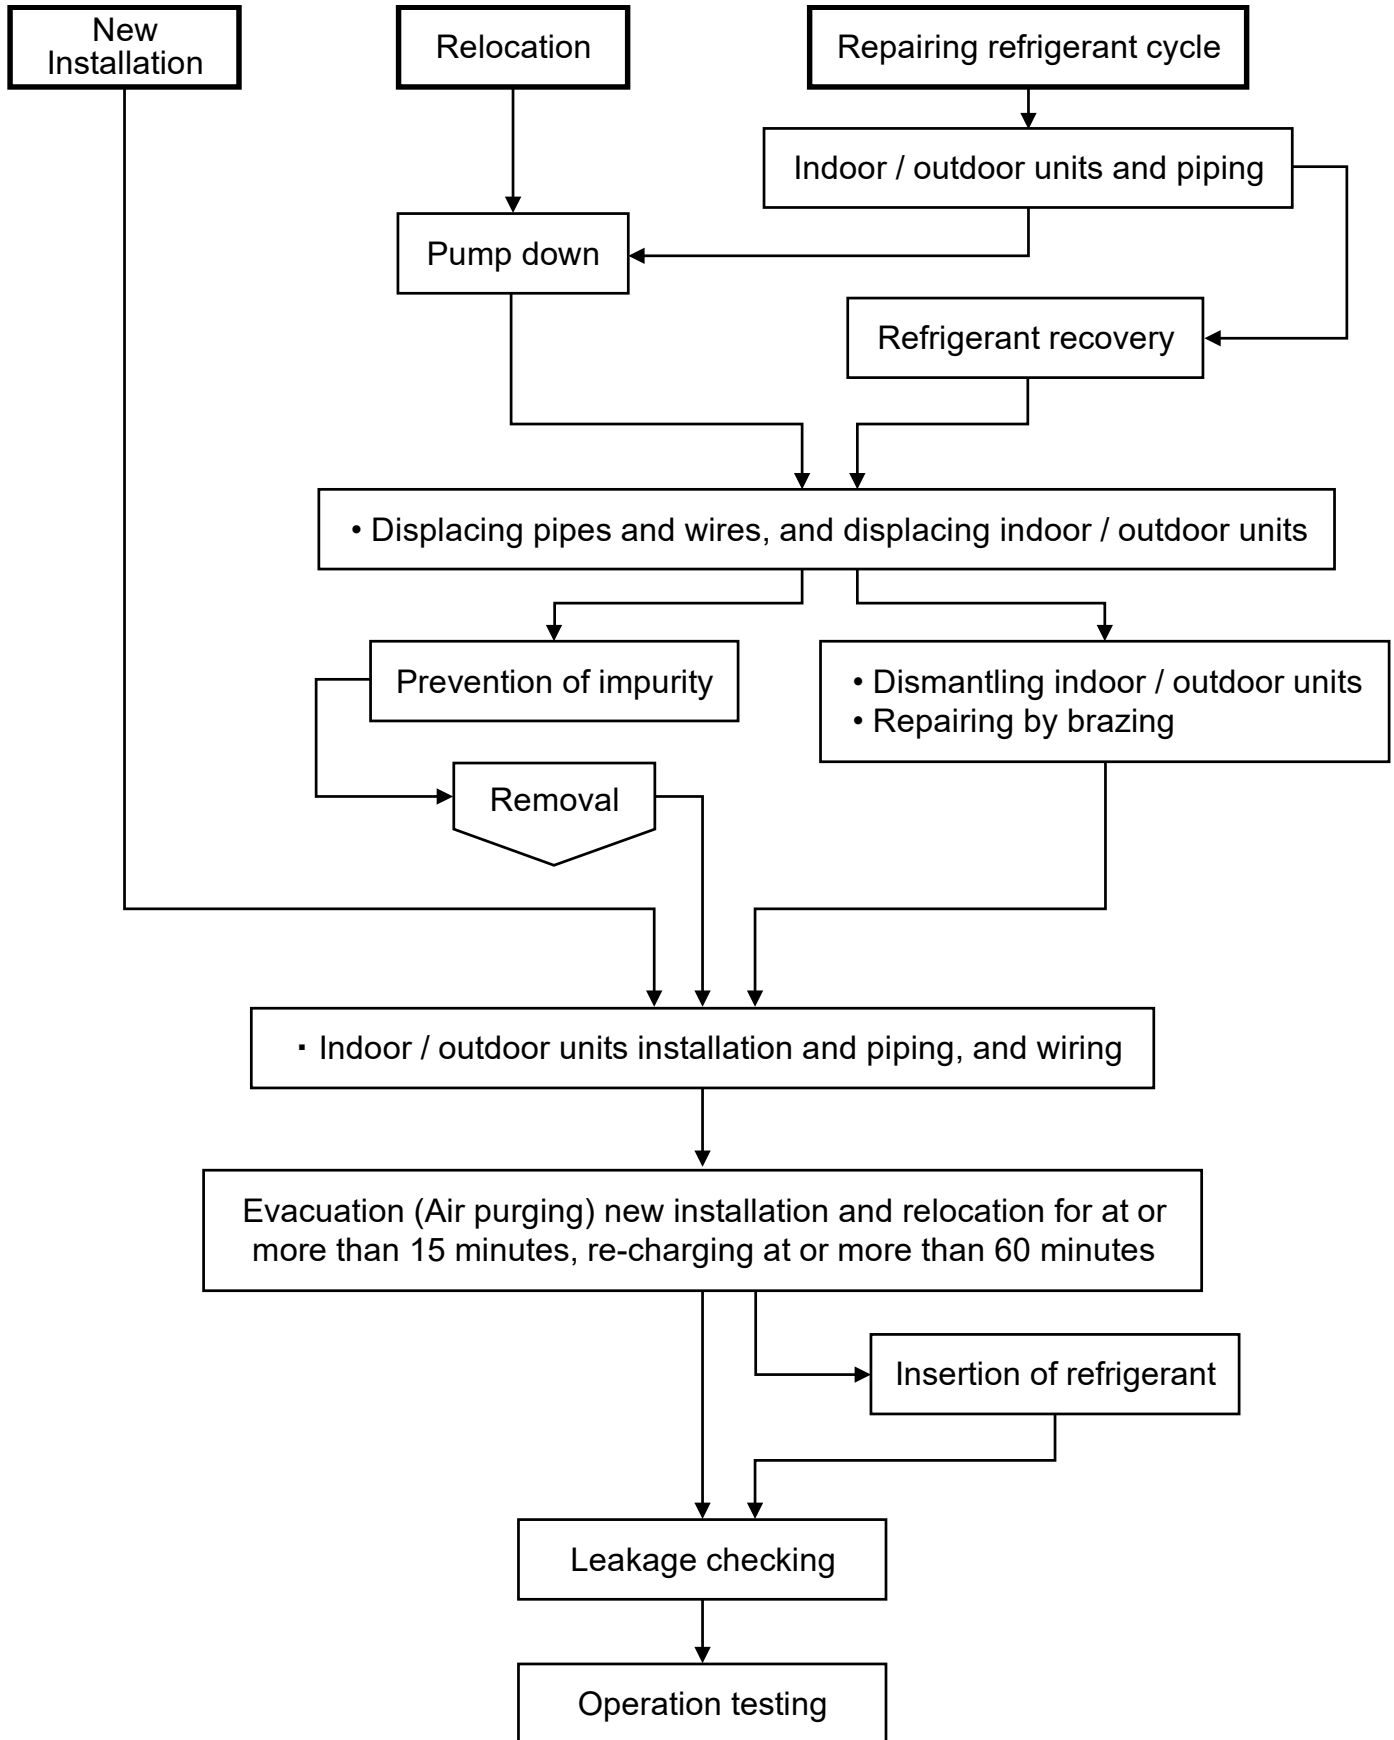 New
Installation
Relocation
Repairing refrigerant cycle
Indoor / outdoor units and piping
Pump down
Refrigerant recovery
• Displacing pipes and wires, and displacing indoor / outdoor units
Prevention of impurity
• Dismantling indoor / outdoor units
• Repairing by brazing
Removal
・Indoor / outdoor units installation and piping, and wiring
Evacuation (Air purging) new installation and relocation for at or
more than 15 minutes, re-charging at or more than 60 minutes
Insertion of refrigerant
Leakage checking
Operation testing